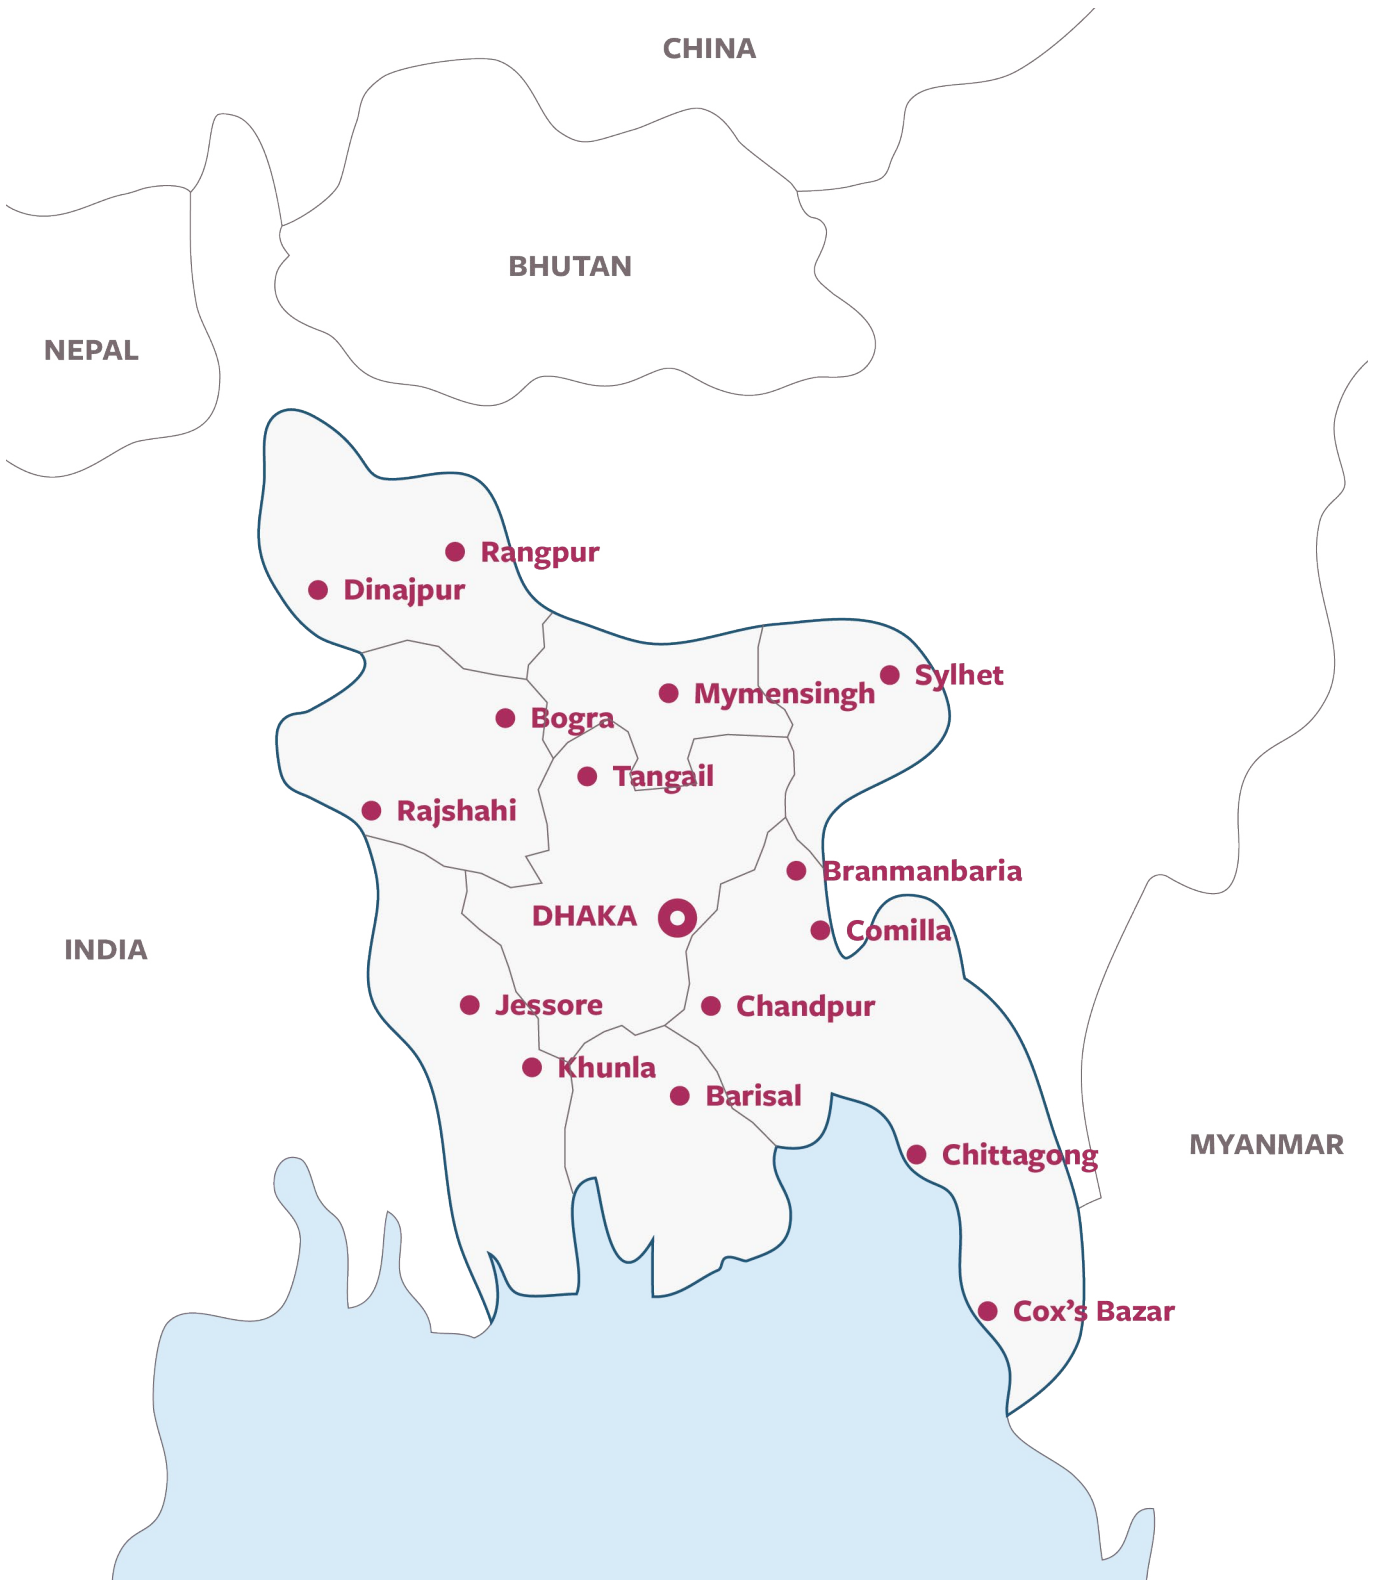 CHINA
BHUTAN
NEPAL
Rangpur
Dinajpur
Sylhet
Mymensingh
Bogra
Tangail
Rajshahi
Branmanbaria
DHAKA
Comilla
INDIA
Jessore
Chandpur
Khunla
Barisal
MYANMAR
Chittagong
Cox’s Bazar